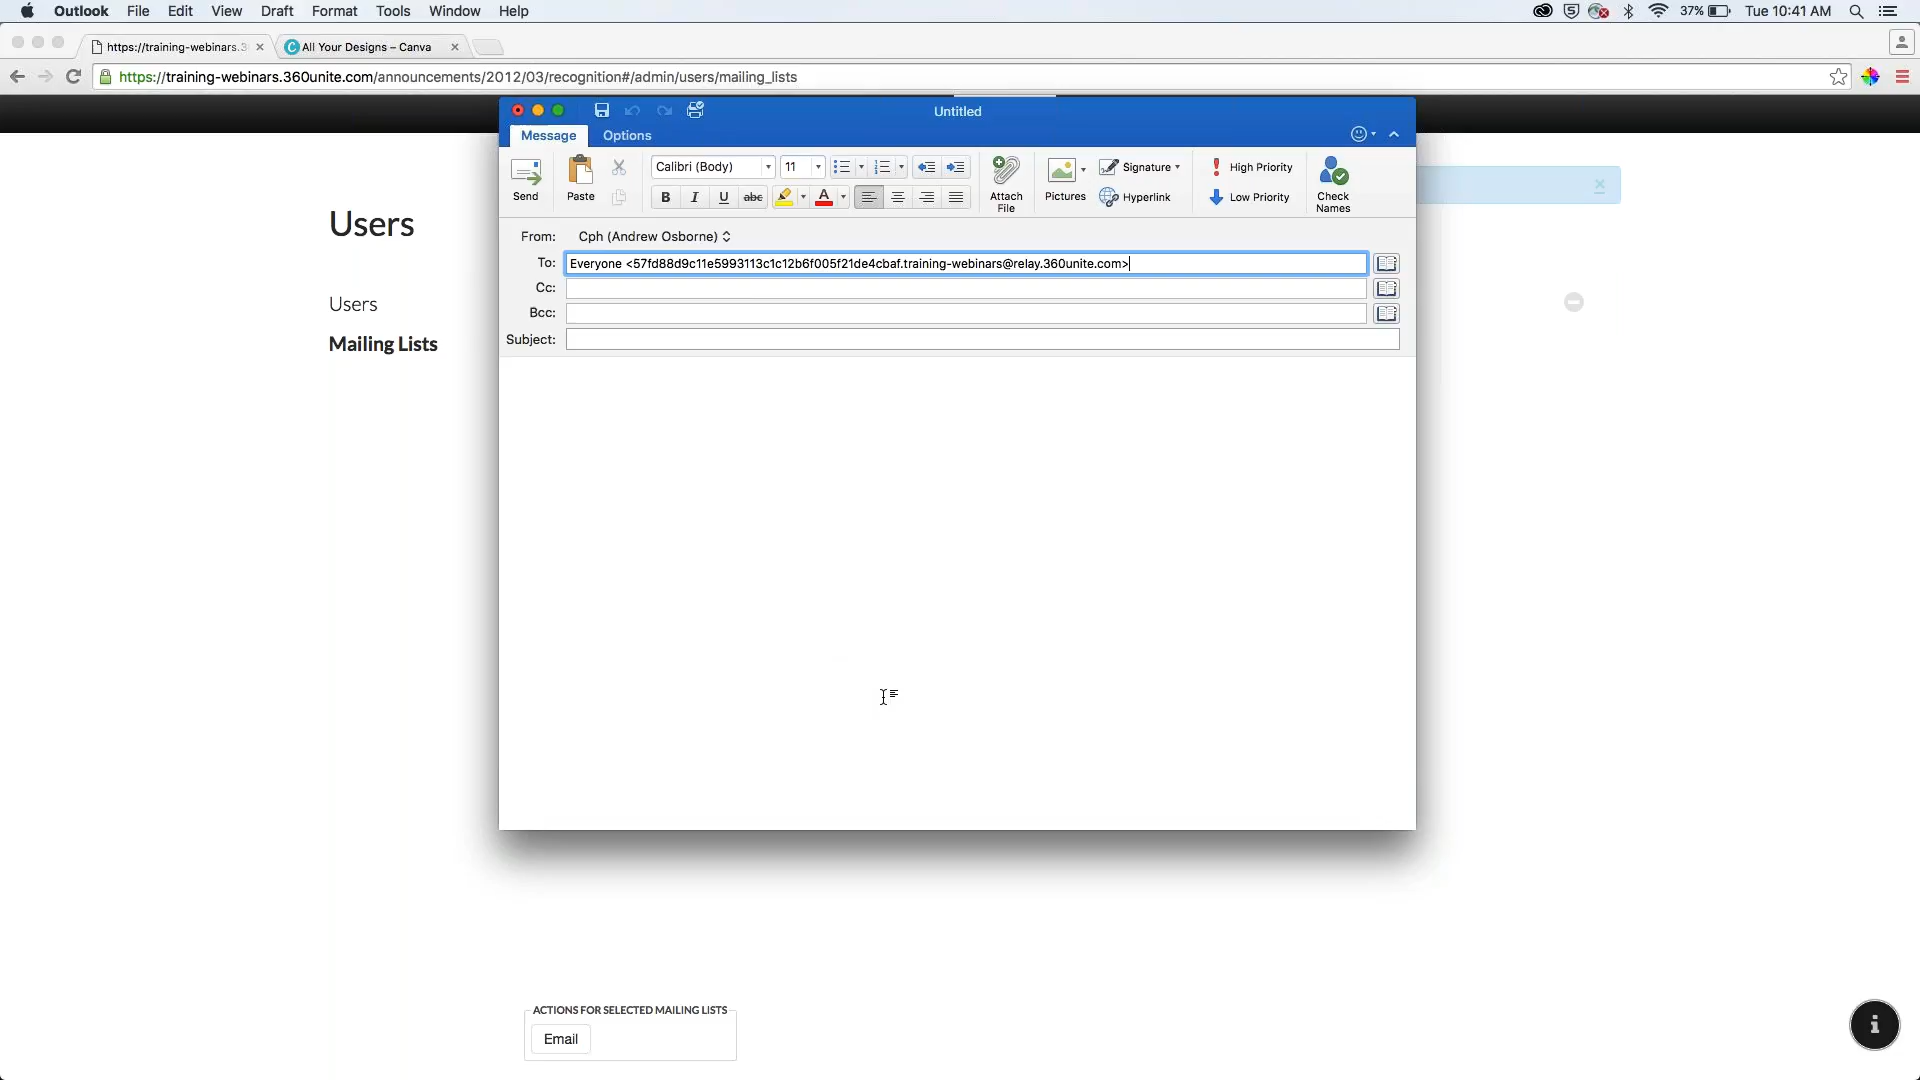 Outlook File Edit View Draft Format Tools Window Help 37% Tue 10:41 AM
https://training-webinars.3 All Your Designs – Canva
https://training-webinars.360unite.com/announcements/2012/03/recognition#/admin/users/mailing_lists
Untitled
Message Options
Calibri (Body) 11 Signature High Priority
Send Paste B I U abc A Attach File Pictures Hyperlink Low Priority Check Names
Users
From: Cph (Andrew Osborne)
To: Everyone <57fd88d9c11e5993113c1c12b6f005f21de4cbaf.training-webinars@relay.360unite.com>
Cc:
Users
Bcc:
Subject:
Mailing Lists
ACTIONS FOR SELECTED MAILING LISTS
Email